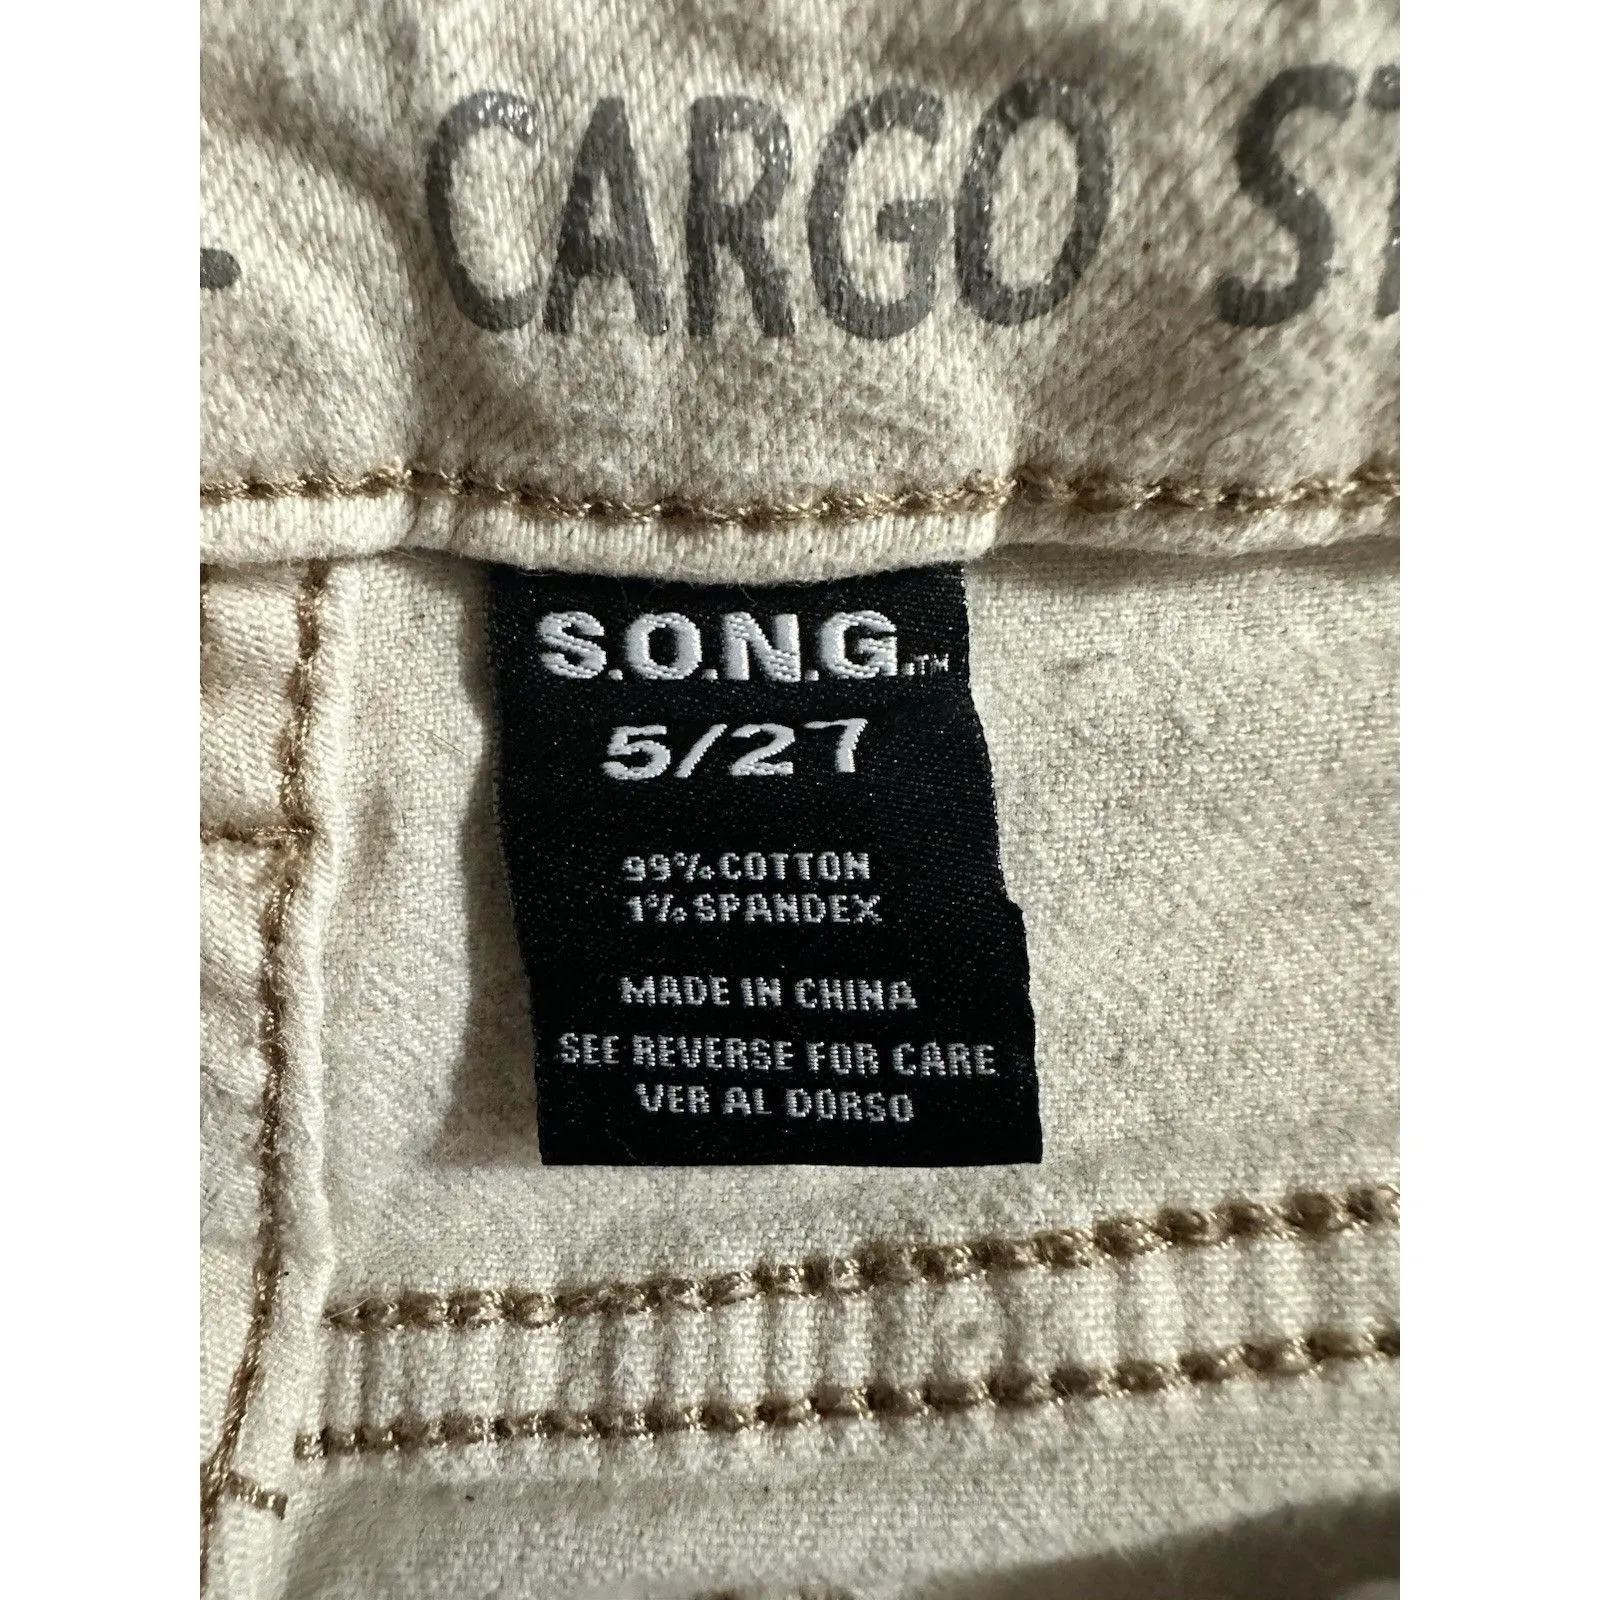 CARGO
S.O.N.G.™
5/27
99% COTTON
1% SPANDEX
MADE IN CHINA
SEE REVERSE FOR CARE
VER AL DORSO